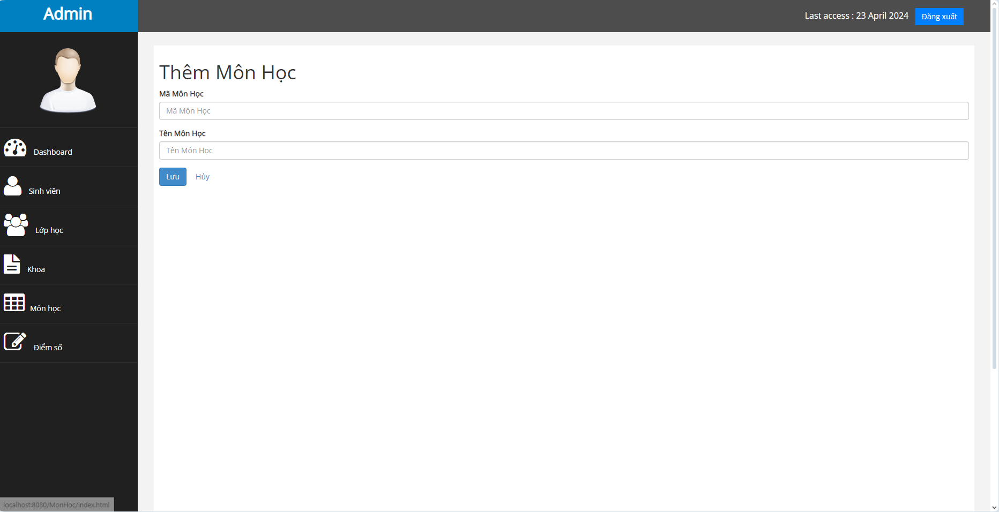 Admin
Last access : 23 April 2024 Đăng xuất
Dashboard
Sinh viên
Lớp học
Khoa
Môn học
Điểm số
Thêm Môn Học
Mã Môn Học
Mã Môn Học
Tên Môn Học
Tên Môn Học
Lưu Hủy
localhost:8080/MonHoc/index.html